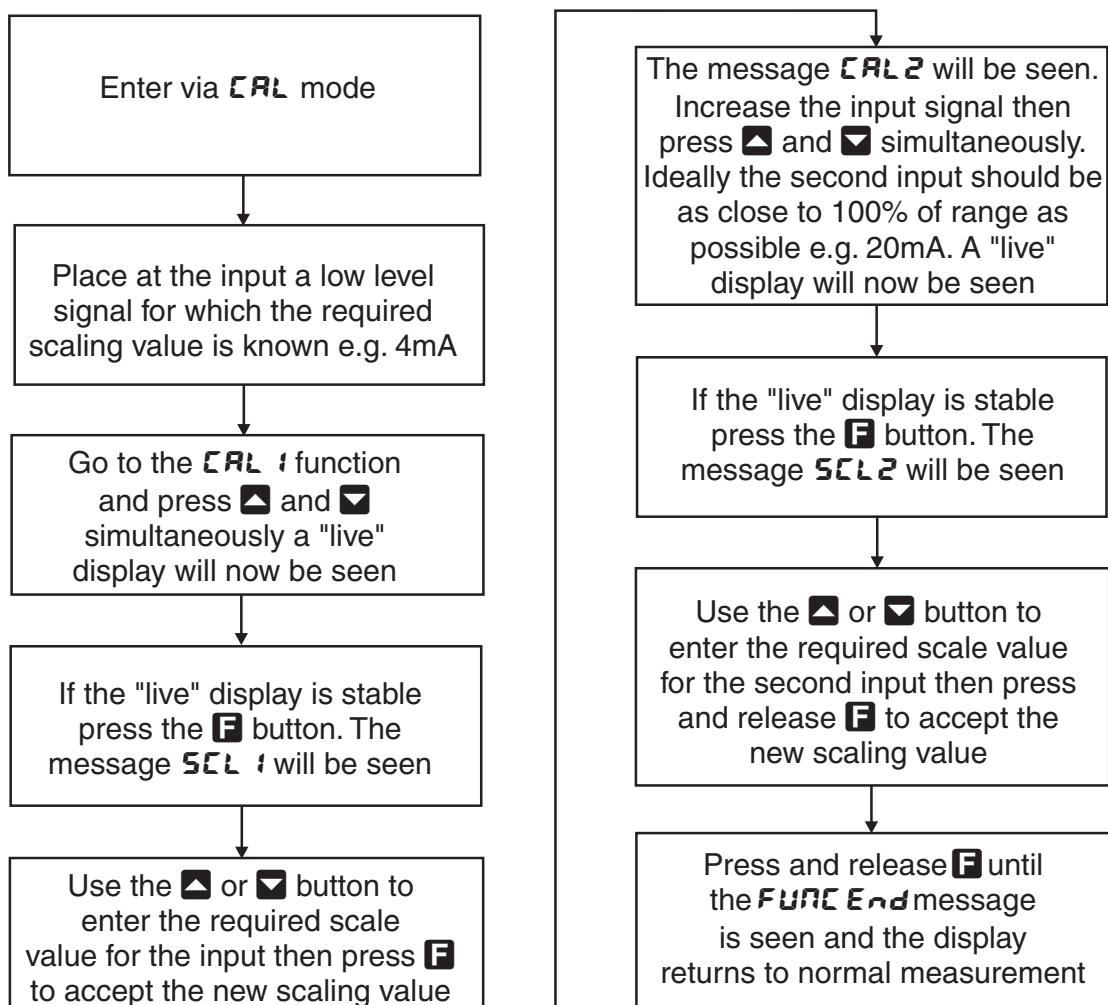 Enter via CAL mode
Place at the input a low level
signal for which the required
scaling value is known e.g. 4mA
Go to the CAL 1 function
and press ▲ and ▼
simultaneously a "live"
display will now be seen
If the "live" display is stable
press the F button. The
message SCL 1 will be seen
Use the ▲ or ▼ button to
enter the required scale
value for the input then press F
to accept the new scaling value
The message CAL2 will be seen.
Increase the input signal then
press ▲ and ▼ simultaneously.
Ideally the second input should be
as close to 100% of range as
possible e.g. 20mA. A "live"
display will now be seen
If the "live" display is stable
press the F button. The
message SCL2 will be seen
Use the ▲ or ▼ button to
enter the required scale value
for the second input then press
and release F to accept the
new scaling value
Press and release F until
the FUNC End message
is seen and the display
returns to normal measurement